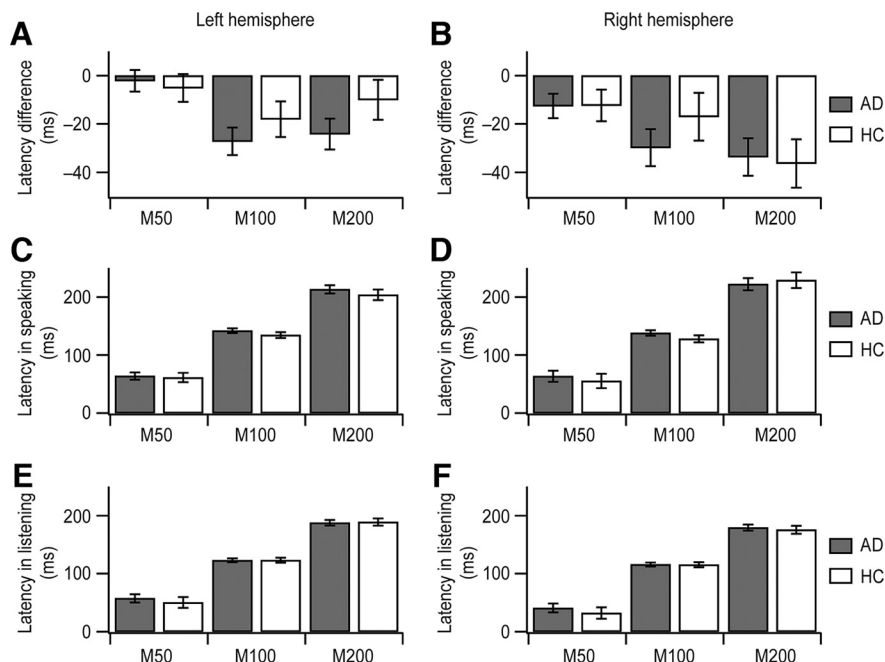 Left hemisphere
Right hemisphere
A
Latency difference
(ms)
0
–20
–40
M50
M100
M200
B
Latency difference
(ms)
0
–20
–40
M50
M100
M200
AD
HC
C
Latency in speaking
(ms)
200
100
0
M50
M100
M200
D
Latency in speaking
(ms)
200
100
0
M50
M100
M200
AD
HC
E
Latency in listening
(ms)
200
100
0
M50
M100
M200
F
Latency in listening
(ms)
200
100
0
M50
M100
M200
AD
HC